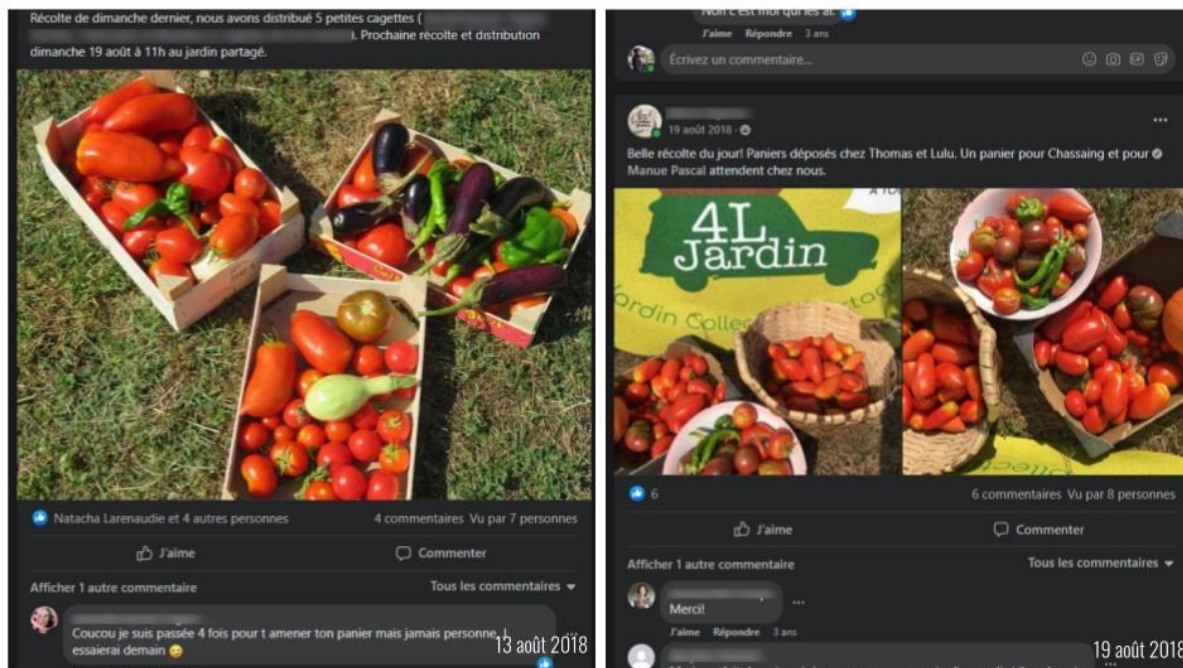 Récolte de dimanche dernier, nous avons distribué 5 petites cagettes (
). Prochaine récolte et distribution
dimanche 19 août à 11h au jardin partagé.
Natacha Larenaudie et 4 autres personnes
4 commentaires Vu par 7 personnes
J'aime
Commenter
Afficher 1 autre commentaire
Tous les commentaires
Coucou je suis passée 4 fois pour t amener ton panier mais jamais personne. J
essaierai demain
13 août 2018
Non c'est moi qui les ai.
J'aime Répondre 3 ans
Écrivez un commentaire...
GIF
19 août 2018
Belle récolte du jour! Paniers déposés chez Thomas et Lulu. Un panier pour Chassaing et pour
Manue Pascal attendent chez nous.
4L
Jardin
Jardin Collec
6
6 commentaires Vu par 8 personnes
J'aime
Commenter
Afficher 1 autre commentaire
Tous les commentaires
Merci!
J'aime Répondre 3 ans
19 août 2018